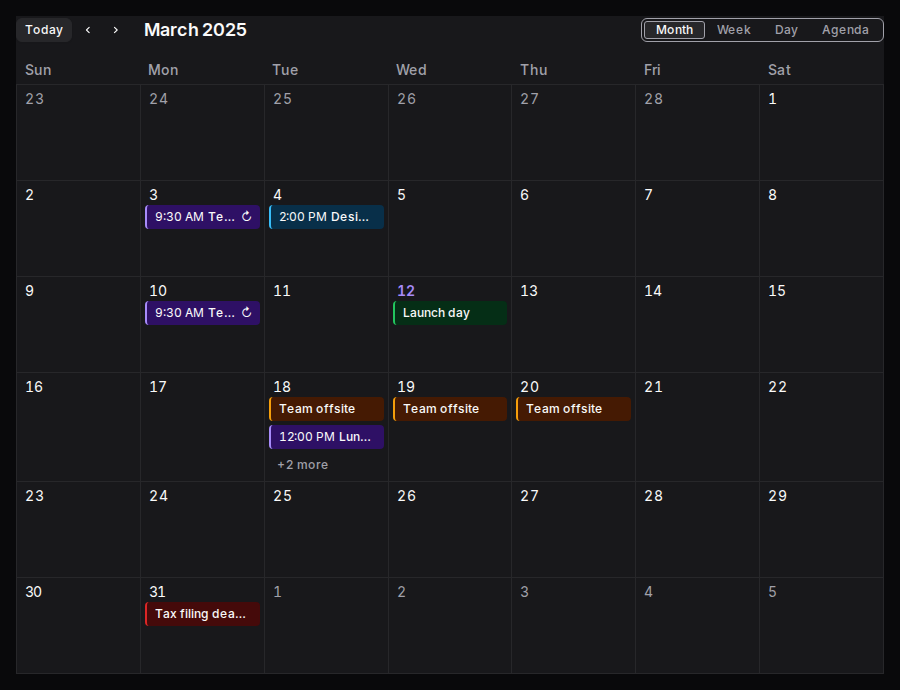 Today ‹ › March 2025 Month Week Day Agenda
Sun Mon Tue Wed Thu Fri Sat
23 24 25 26 27 28 1
2 3 4 5 6 7 8
9:30 AM Te... 2:00 PM Desi...
9 10 11 12 13 14 15
9:30 AM Te... Launch day
16 17 18 19 20 21 22
Team offsite Team offsite Team offsite
12:00 PM Lun...
+2 more
23 24 25 26 27 28 29
30 31 1 2 3 4 5
Tax filing dea...